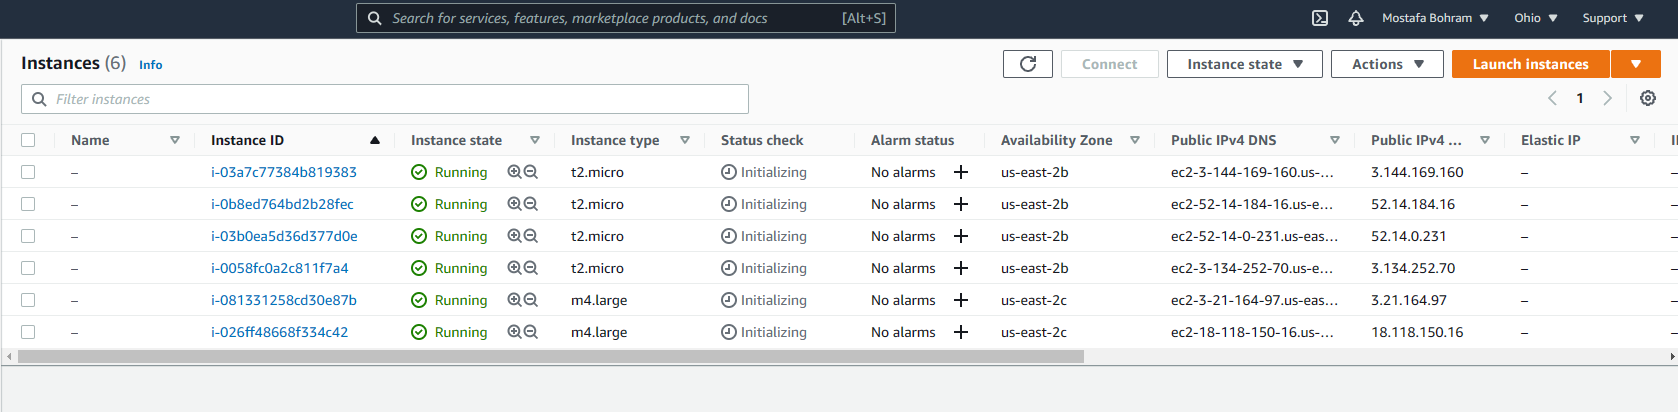 Search for services, features, marketplace products, and docs [Alt+S] Mostafa Bohram Ohio Support
Instances (6) Info Connect Instance state Actions Launch instances
Filter instances 1
Name Instance ID Instance state Instance type Status check Alarm status Availability Zone Public IPv4 DNS Public IPv4 ... Elastic IP
– i-03a7c77384b819383 Running t2.micro Initializing No alarms + us-east-2b ec2-3-144-169-160.us-... 3.144.169.160 –
– i-0b8ed764bd2b28fec Running t2.micro Initializing No alarms + us-east-2b ec2-52-14-184-16.us-e... 52.14.184.16 –
– i-03b0ea5d36d377d0e Running t2.micro Initializing No alarms + us-east-2b ec2-52-14-0-231.us-eas... 52.14.0.231 –
– i-0058fc0a2c811f7a4 Running t2.micro Initializing No alarms + us-east-2b ec2-3-134-252-70.us-e... 3.134.252.70 –
– i-081331258cd30e87b Running m4.large Initializing No alarms + us-east-2c ec2-3-21-164-97.us-eas... 3.21.164.97 –
– i-026ff48668f334c42 Running m4.large Initializing No alarms + us-east-2c ec2-18-118-150-16.us-... 18.118.150.16 –